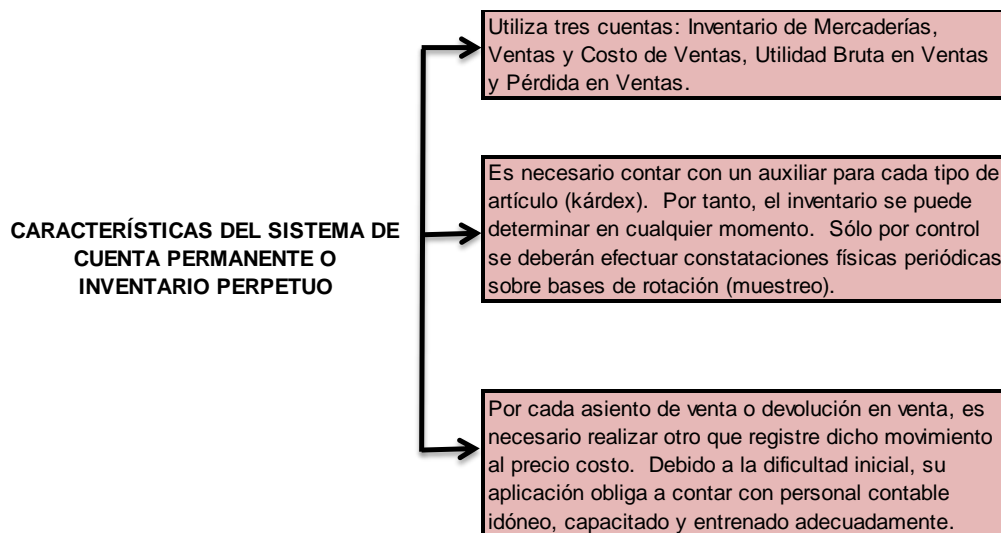 Utiliza tres cuentas: Inventario de Mercaderías,
Ventas y Costo de Ventas, Utilidad Bruta en Ventas
y Pérdida en Ventas.
CARACTERÍSTICAS DEL SISTEMA DE
CUENTA PERMANENTE O
INVENTARIO PERPETUO
Es necesario contar con un auxiliar para cada tipo de
artículo (kárdex).  Por tanto, el inventario se puede
determinar en cualquier momento.  Sólo por control
se deberán efectuar constataciones físicas periódicas
sobre bases de rotación (muestreo).
Por cada asiento de venta o devolución en venta, es
necesario realizar otro que registre dicho movimiento
al precio costo.  Debido a la dificultad inicial, su
aplicación obliga a contar con personal contable
idóneo, capacitado y entrenado adecuadamente.